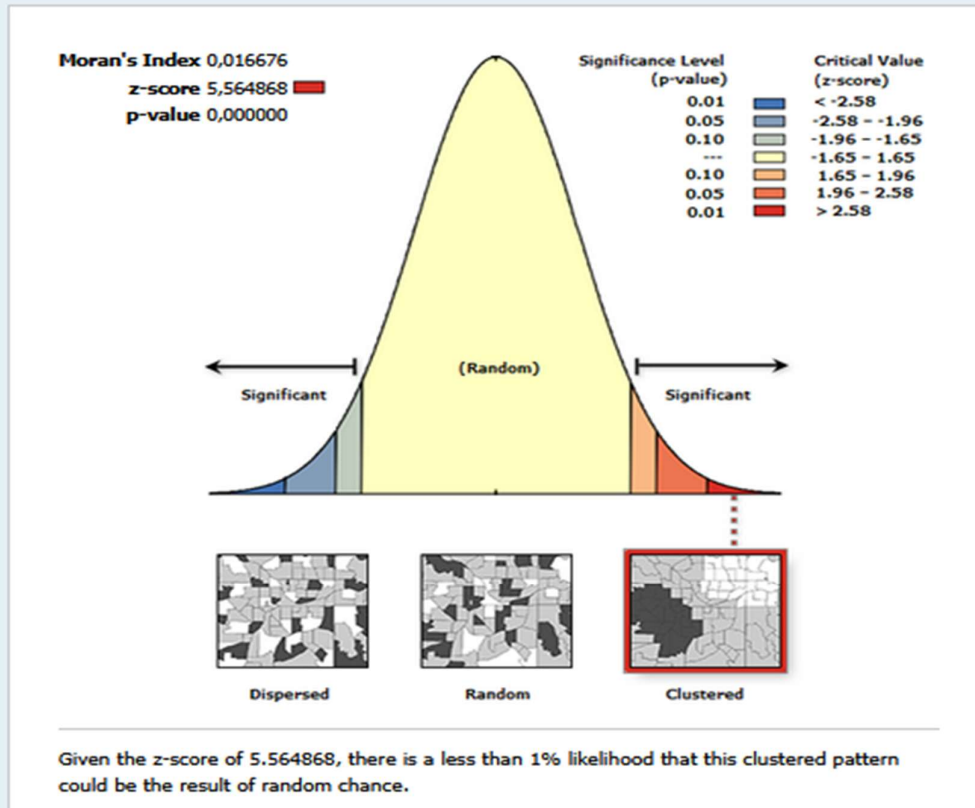 Moran's Index 0,016676
z-score 5,564868
p-value 0,000000
Significance Level
(p-value)
Critical Value
(z-score)
0.01 < -2.58
0.05 -2.58 - -1.96
0.10 -1.96 - -1.65
--- -1.65 - 1.65
0.10 1.65 - 1.96
0.05 1.96 - 2.58
0.01 > 2.58
(Random)
Significant
Significant
Dispersed
Random
Clustered
Given the z-score of 5.564868, there is a less than 1% likelihood that this clustered pattern
could be the result of random chance.